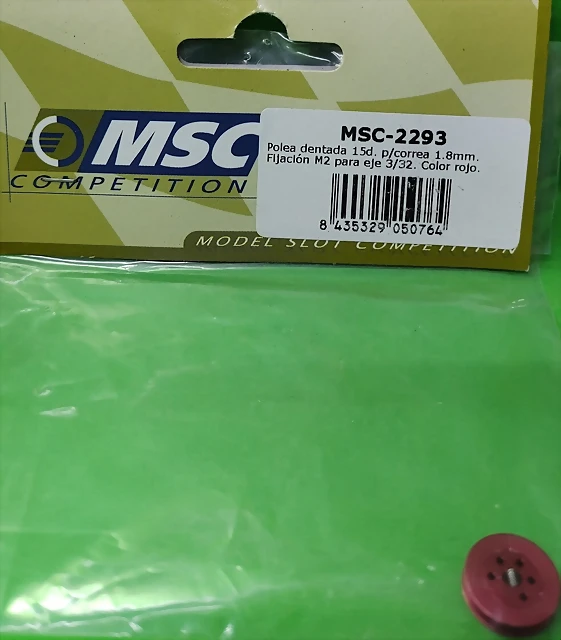 MSC
COMPETITION
MSC-2293
Polea dentada 15d. p/correa 1.8mm.
Fijación M2 para eje 3/32. Color rojo.
8 435329 050764
MODEL SLOT COMPETITION